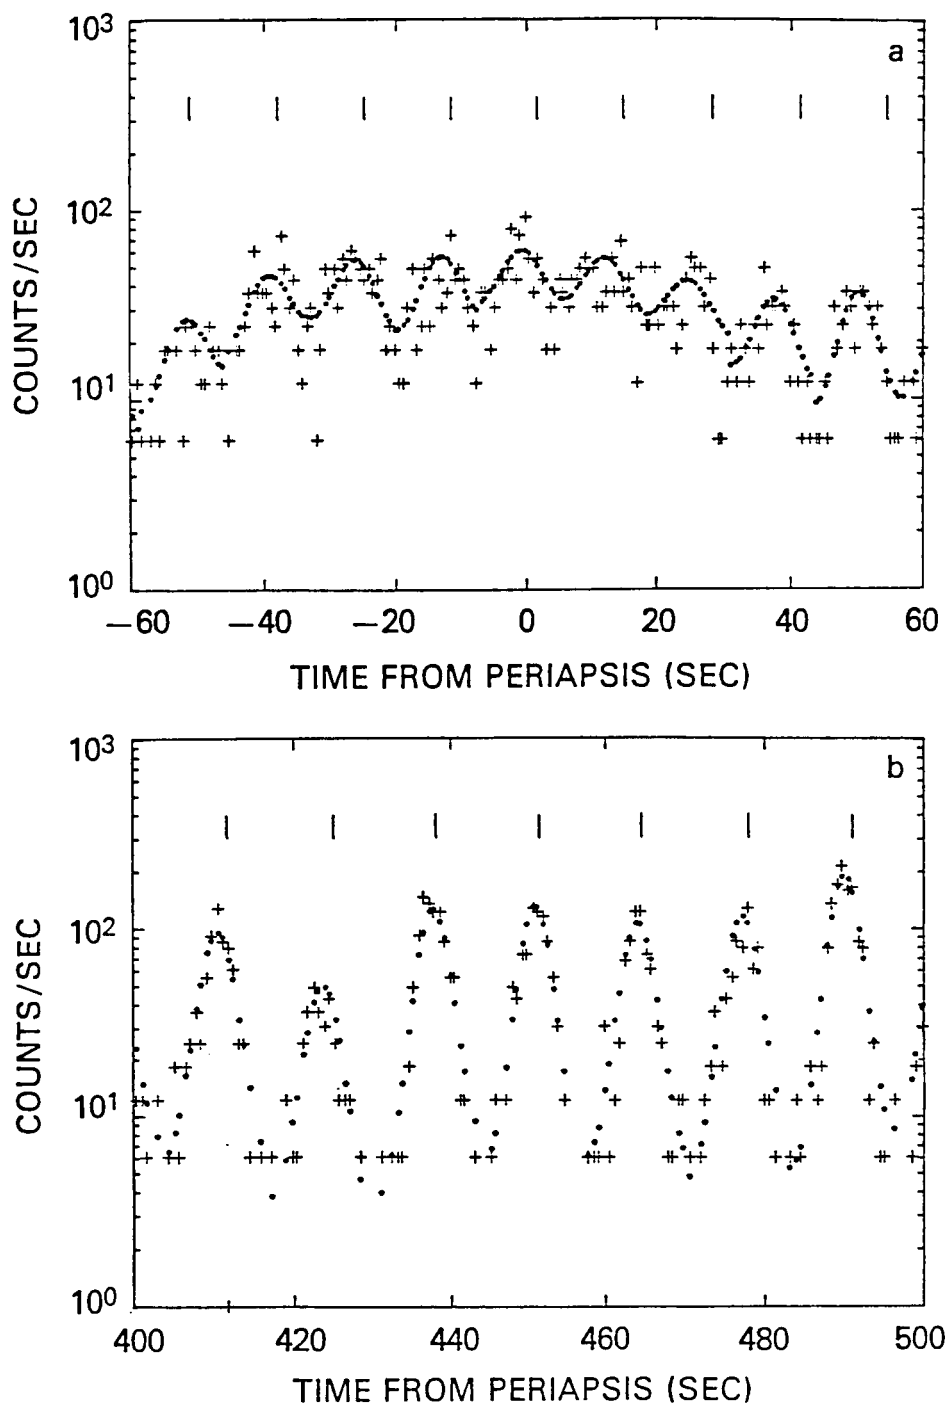 10³
a
10²
COUNTS/SEC
10¹
10⁰
−60 −40 −20 0 20 40 60
TIME FROM PERIAPSIS (SEC)
10³
b
10²
COUNTS/SEC
10¹
10⁰
400 420 440 460 480 500
TIME FROM PERIAPSIS (SEC)